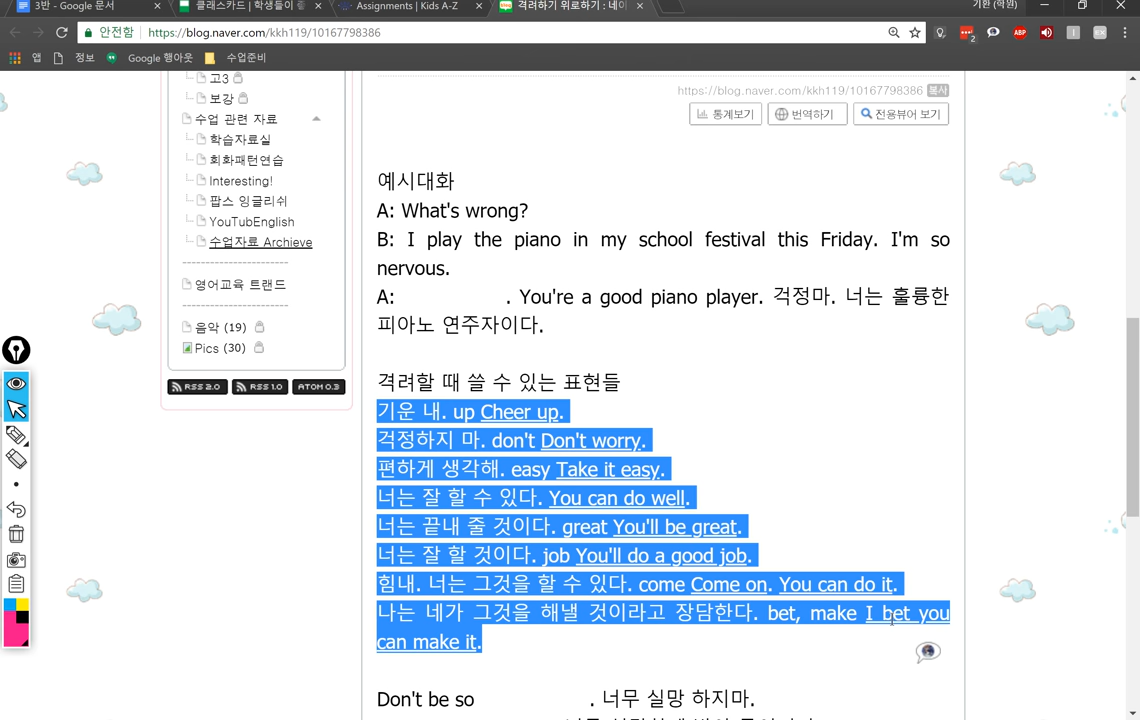 3반 - Google 문서
클래스카드 | 학생들이 좋
Assignments | Kids A-Z
격려하기 위로하기 : 네이
기환 (학원)
안전함 https://blog.naver.com/kkh119/10167798386
ABP
2
앱 정보 Google 행아웃 수업준비
고3
보강
수업 관련 자료
학습자료실
회화패턴연습
Interesting!
팝스 잉글리쉬
YouTubEnglish
수업자료 Archieve
영어교육 트랜드
음악 (19)
Pics (30)
RSS 2.0 RSS 1.0 ATOM 0.3
https://blog.naver.com/kkh119/10167798386 복사
통계보기 번역하기 전용뷰어 보기
예시대화
A: What's wrong?
B: I play the piano in my school festival this Friday. I'm so
nervous.
A: . You're a good piano player. 걱정마. 너는 훌륭한
피아노 연주자이다.
격려할 때 쓸 수 있는 표현들
기운 내. up Cheer up.
걱정하지 마. don't Don't worry.
편하게 생각해. easy Take it easy.
너는 잘 할 수 있다. You can do well.
너는 끝내 줄 것이다. great You'll be great.
너는 잘 할 것이다. job You'll do a good job.
힘내. 너는 그것을 할 수 있다. come Come on. You can do it.
나는 네가 그것을 해낼 것이라고 장담한다. bet, make I bet you
can make it.
Don't be so . 너무 실망 하지마.